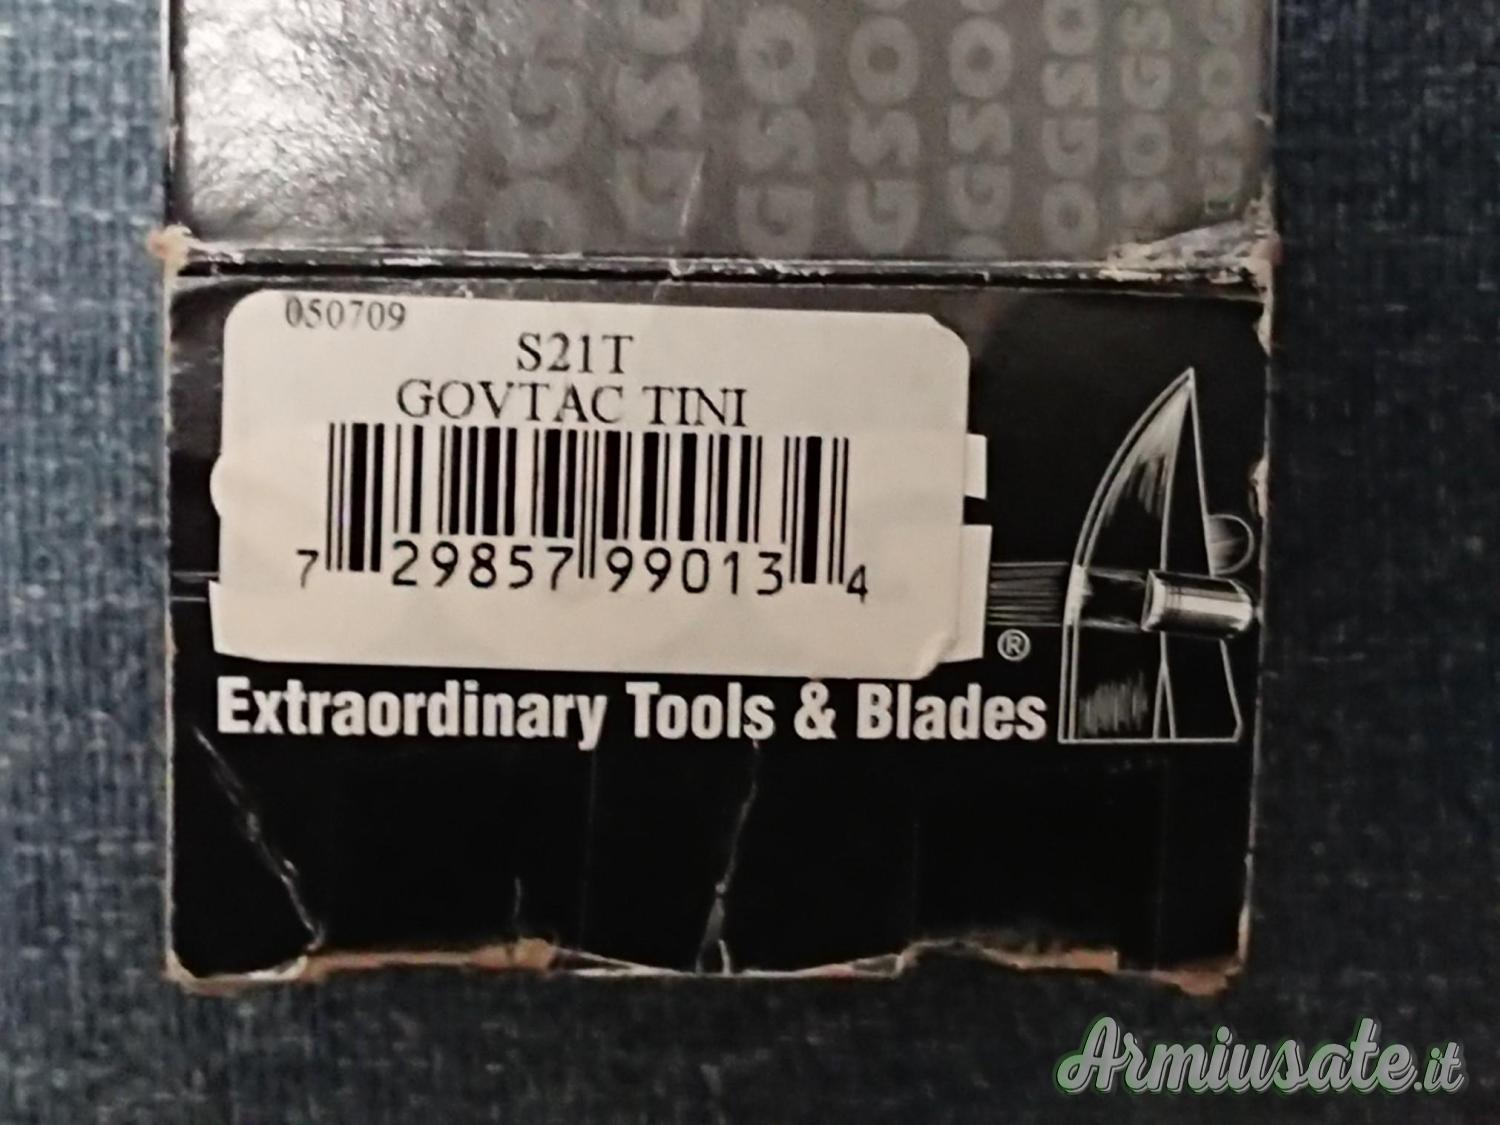 050709
S21T
GOVTAC TINI
7 29857 99013 4
®
Extraordinary Tools & Blades
Armiusate.it